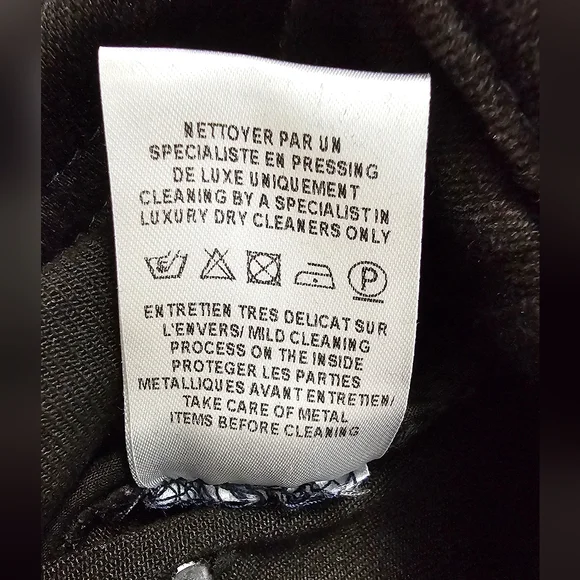 NETTOYER PAR UN
SPECIALISTE EN PRESSING
DE LUXE UNIQUEMENT
CLEANING BY A SPECIALIST IN
LUXURY DRY CLEANERS ONLY
P
ENTRETIEN TRES DELICAT SUR
L'ENVERS/ MILD CLEANING
PROCESS ON THE INSIDE
PROTEGER LES PARTIES
METALLIQUES AVANT ENTRETIEN/
TAKE CARE OF METAL
ITEMS BEFORE CLEANING